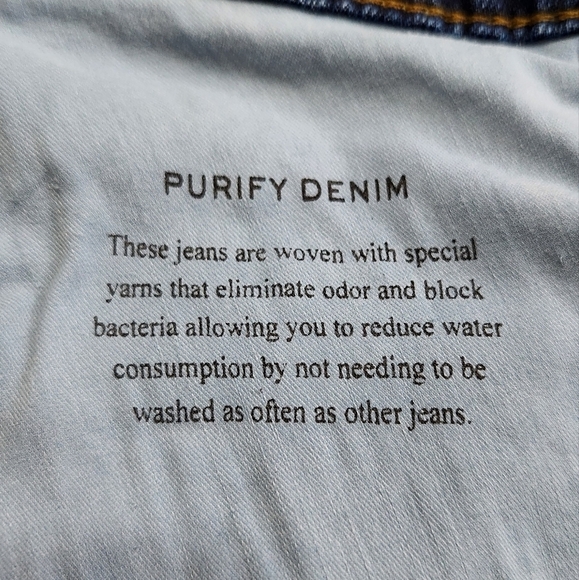 PURIFY DENIM
These jeans are woven with special
yarns that eliminate odor and block
bacteria allowing you to reduce water
consumption by not needing to be
washed as often as other jeans.